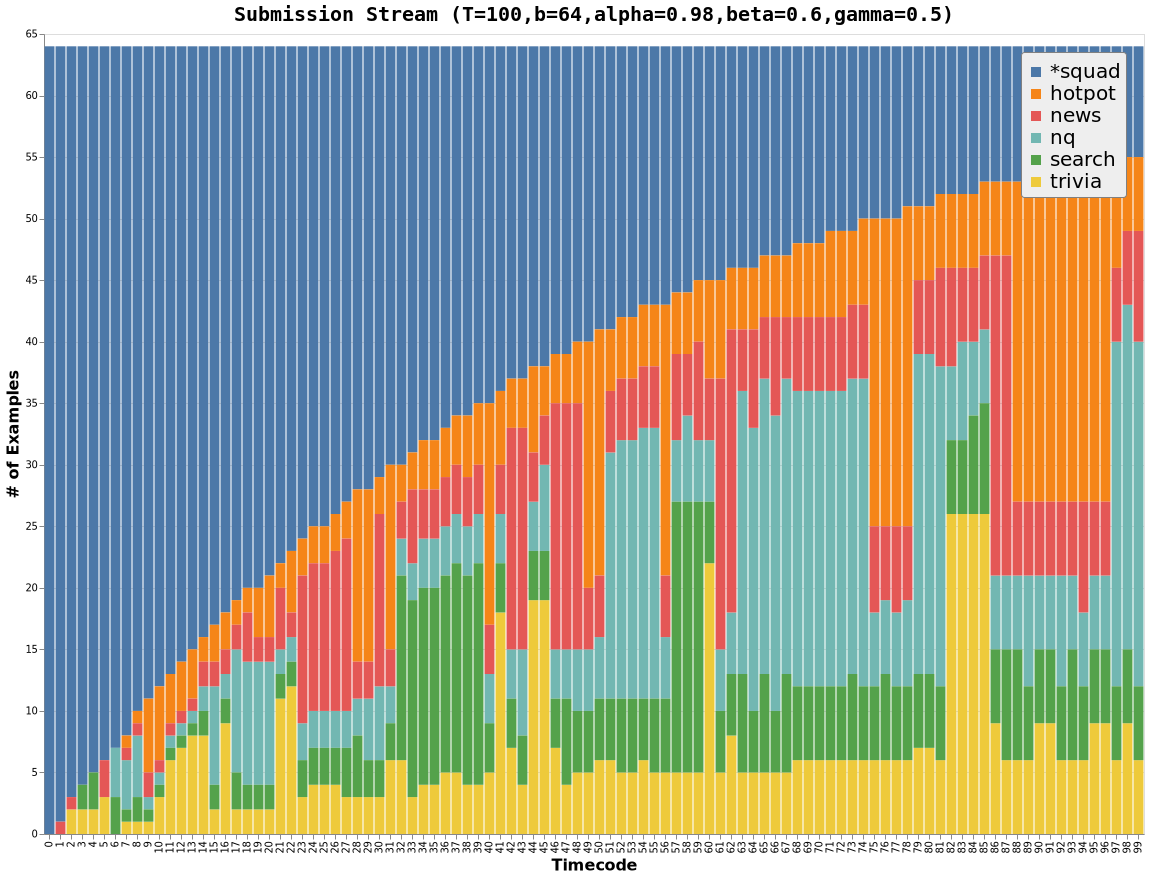 Submission Stream (T=100,b=64,alpha=0.98,beta=0.6,gamma=0.5)
65
60
55
50
45
40
35
30
25
20
15
10
5
0
# of Examples
*squad
hotpot
news
nq
search
trivia
0 1 2 3 4 5 6 7 8 9 10 11 12 13 14 15 16 17 18 19 20 21 22 23 24 25 26 27 28 29 30 31 32 33 34 35 36 37 38 39 40 41 42 43 44 45 46 47 48 49 50 51 52 53 54 55 56 57 58 59 60 61 62 63 64 65 66 67 68 69 70 71 72 73 74 75 76 77 78 79 80 81 82 83 84 85 86 87 88 89 90 91 92 93 94 95 96 97 98 99
Timecode